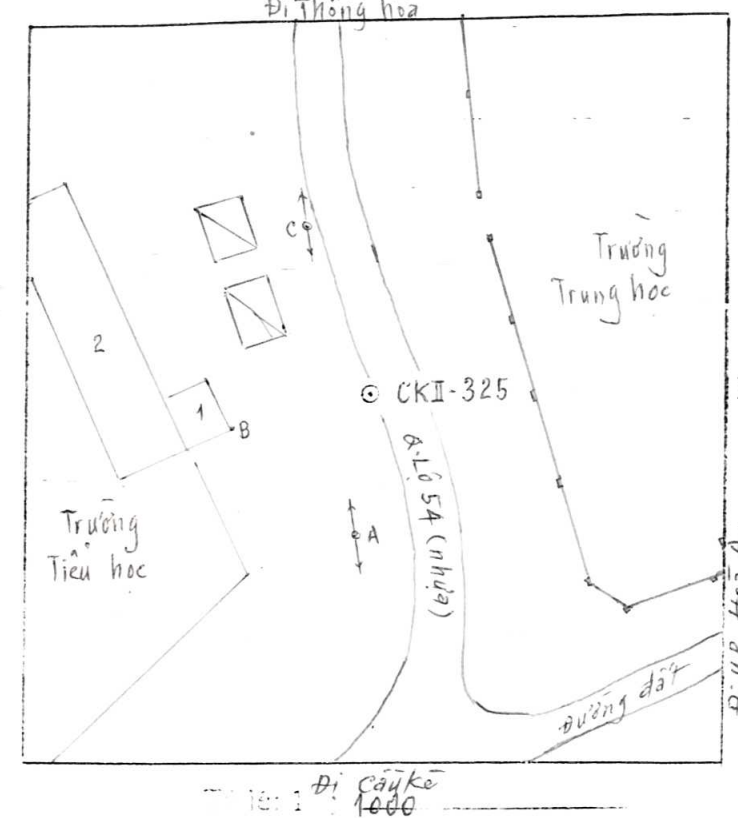 Đi Thông hoà
C
Trường
Trung học
2
1
B
CKII-325
Q.Lộ 54 (nhựa)
A
Trường
Tiểu học
Đường đất
Đi Cầu Kè
1 : 1000